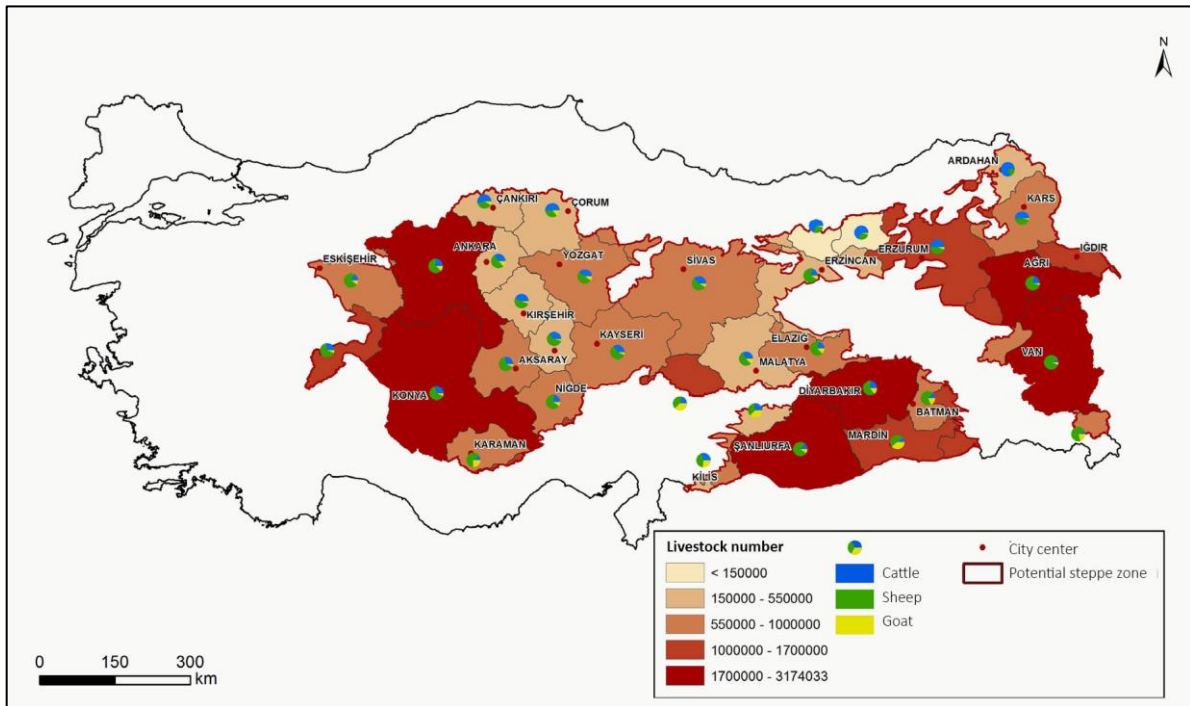 N
ARDAHAN
ÇANKIRI
ÇORUM
KARS
ANKARA
ESKİŞEHİR
YOZGAT
SİVAS
ERZİNCAN
ERZURUM
IĞDIR
AĞRI
KIRŞEHİR
KAYSERİ
ELAZIĞ
AKSARAY
MALATYA
VAN
NİĞDE
DİYARBAKIR
KONYA
BATMAN
MARDİN
KARAMAN
ŞANLIURFA
KİLİS
Livestock number
< 150000
150000 - 550000
550000 - 1000000
1000000 - 1700000
1700000 - 3174033
Cattle
Sheep
Goat
City center
Potential steppe zone
0 150 300
km